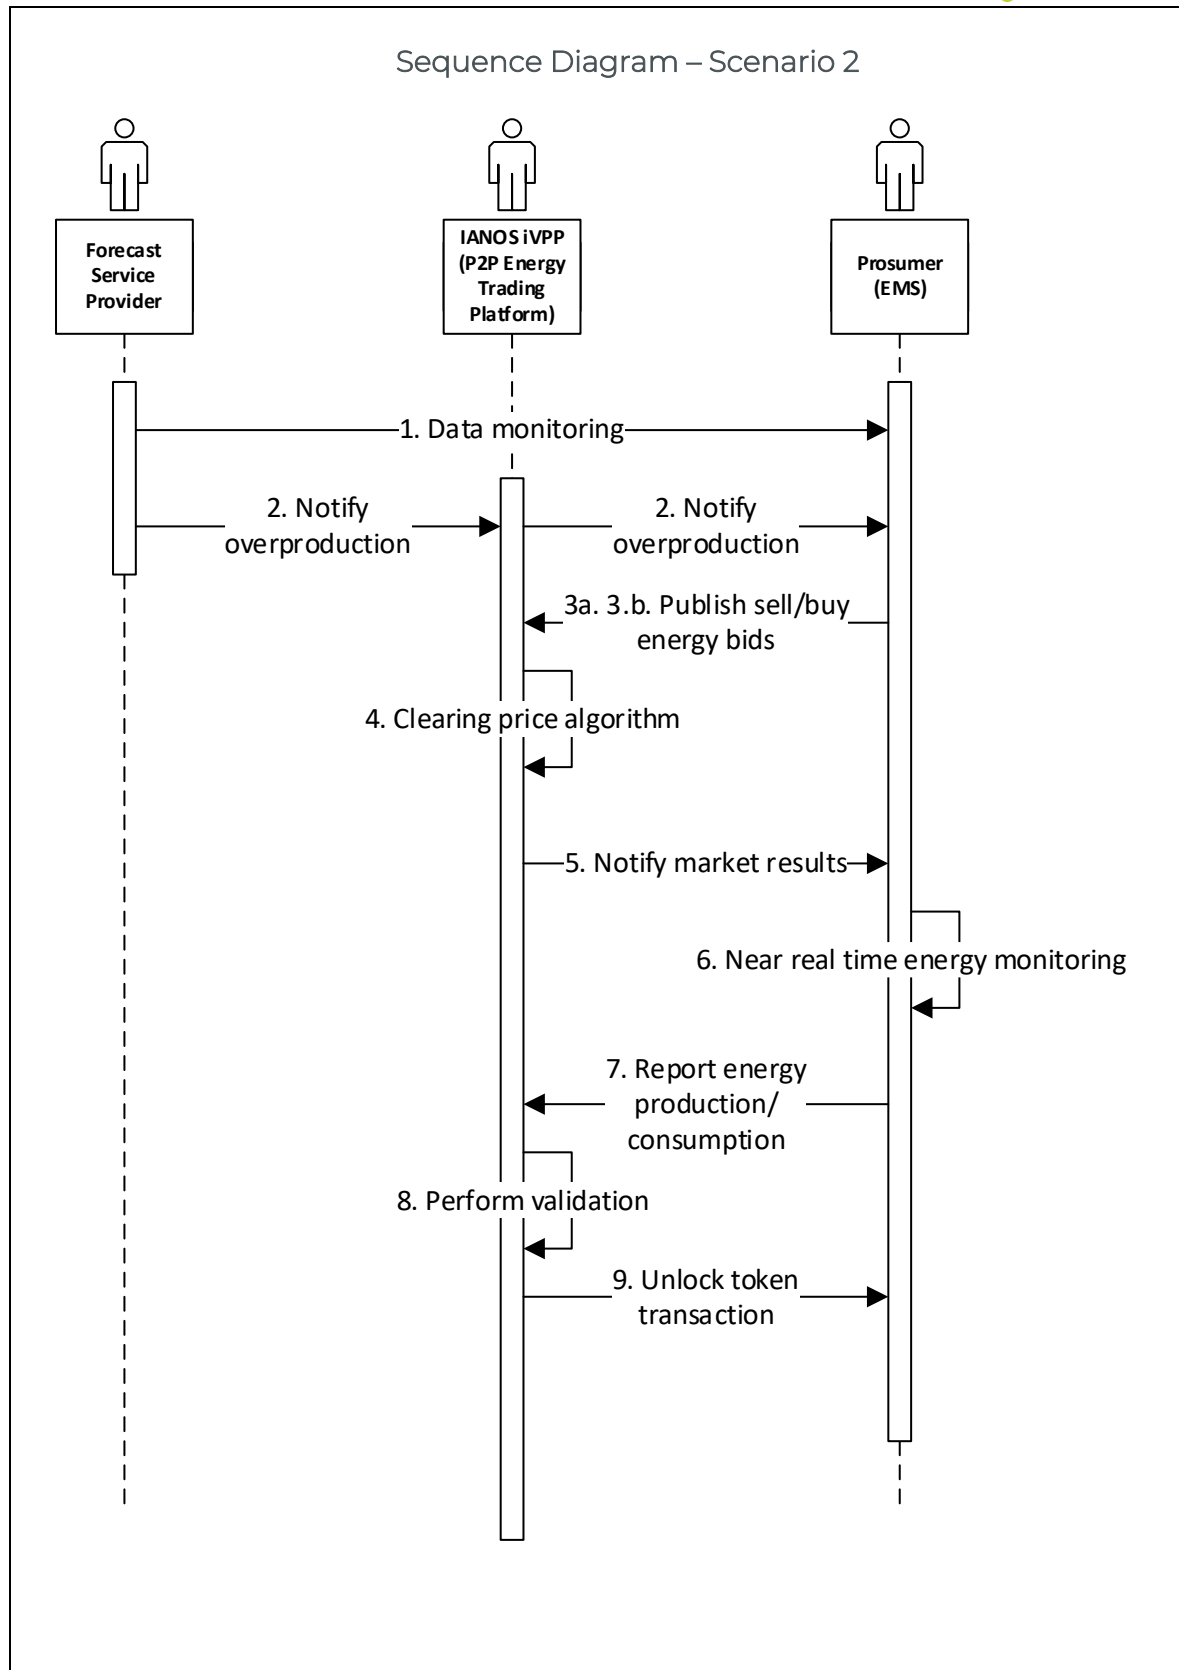 Sequence Diagram – Scenario 2
Forecast
Service
Provider
IANOS iVPP
(P2P Energy
Trading
Platform)
Prosumer
(EMS)
1. Data monitoring
2. Notify
overproduction
2. Notify
overproduction
3a. 3.b. Publish sell/buy
energy bids
4. Clearing price algorithm
5. Notify market results
6. Near real time energy monitoring
7. Report energy
production/
consumption
8. Perform validation
9. Unlock token
transaction